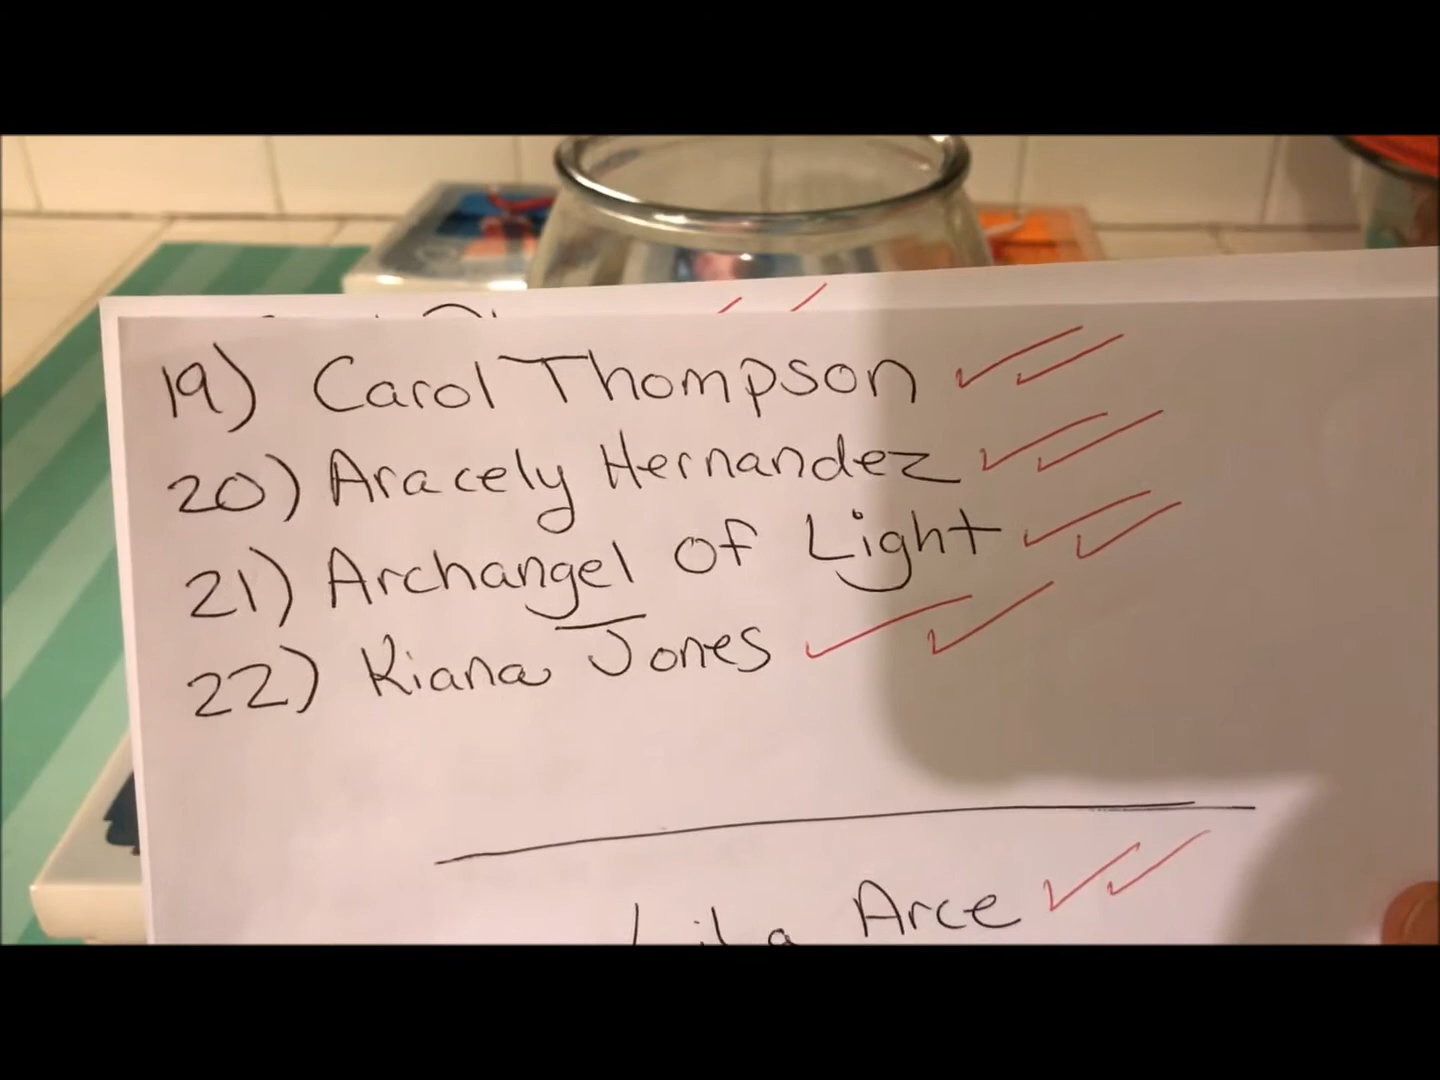 19) Carol Thompson
20) Aracely Hernandez
21) Archangel of Light
22) Kiana Jones
Arce